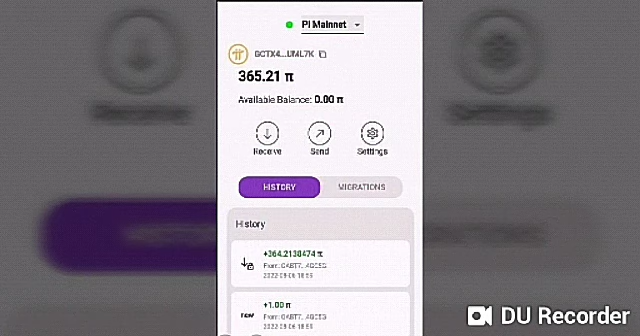 Pi Mainnet
365.21 π
Available Balance: 0.00 π
Receive
Send
Settings
HISTORY
MIGRATIONS
History
+364.2130474 π
+1.00 π
DU Recorder